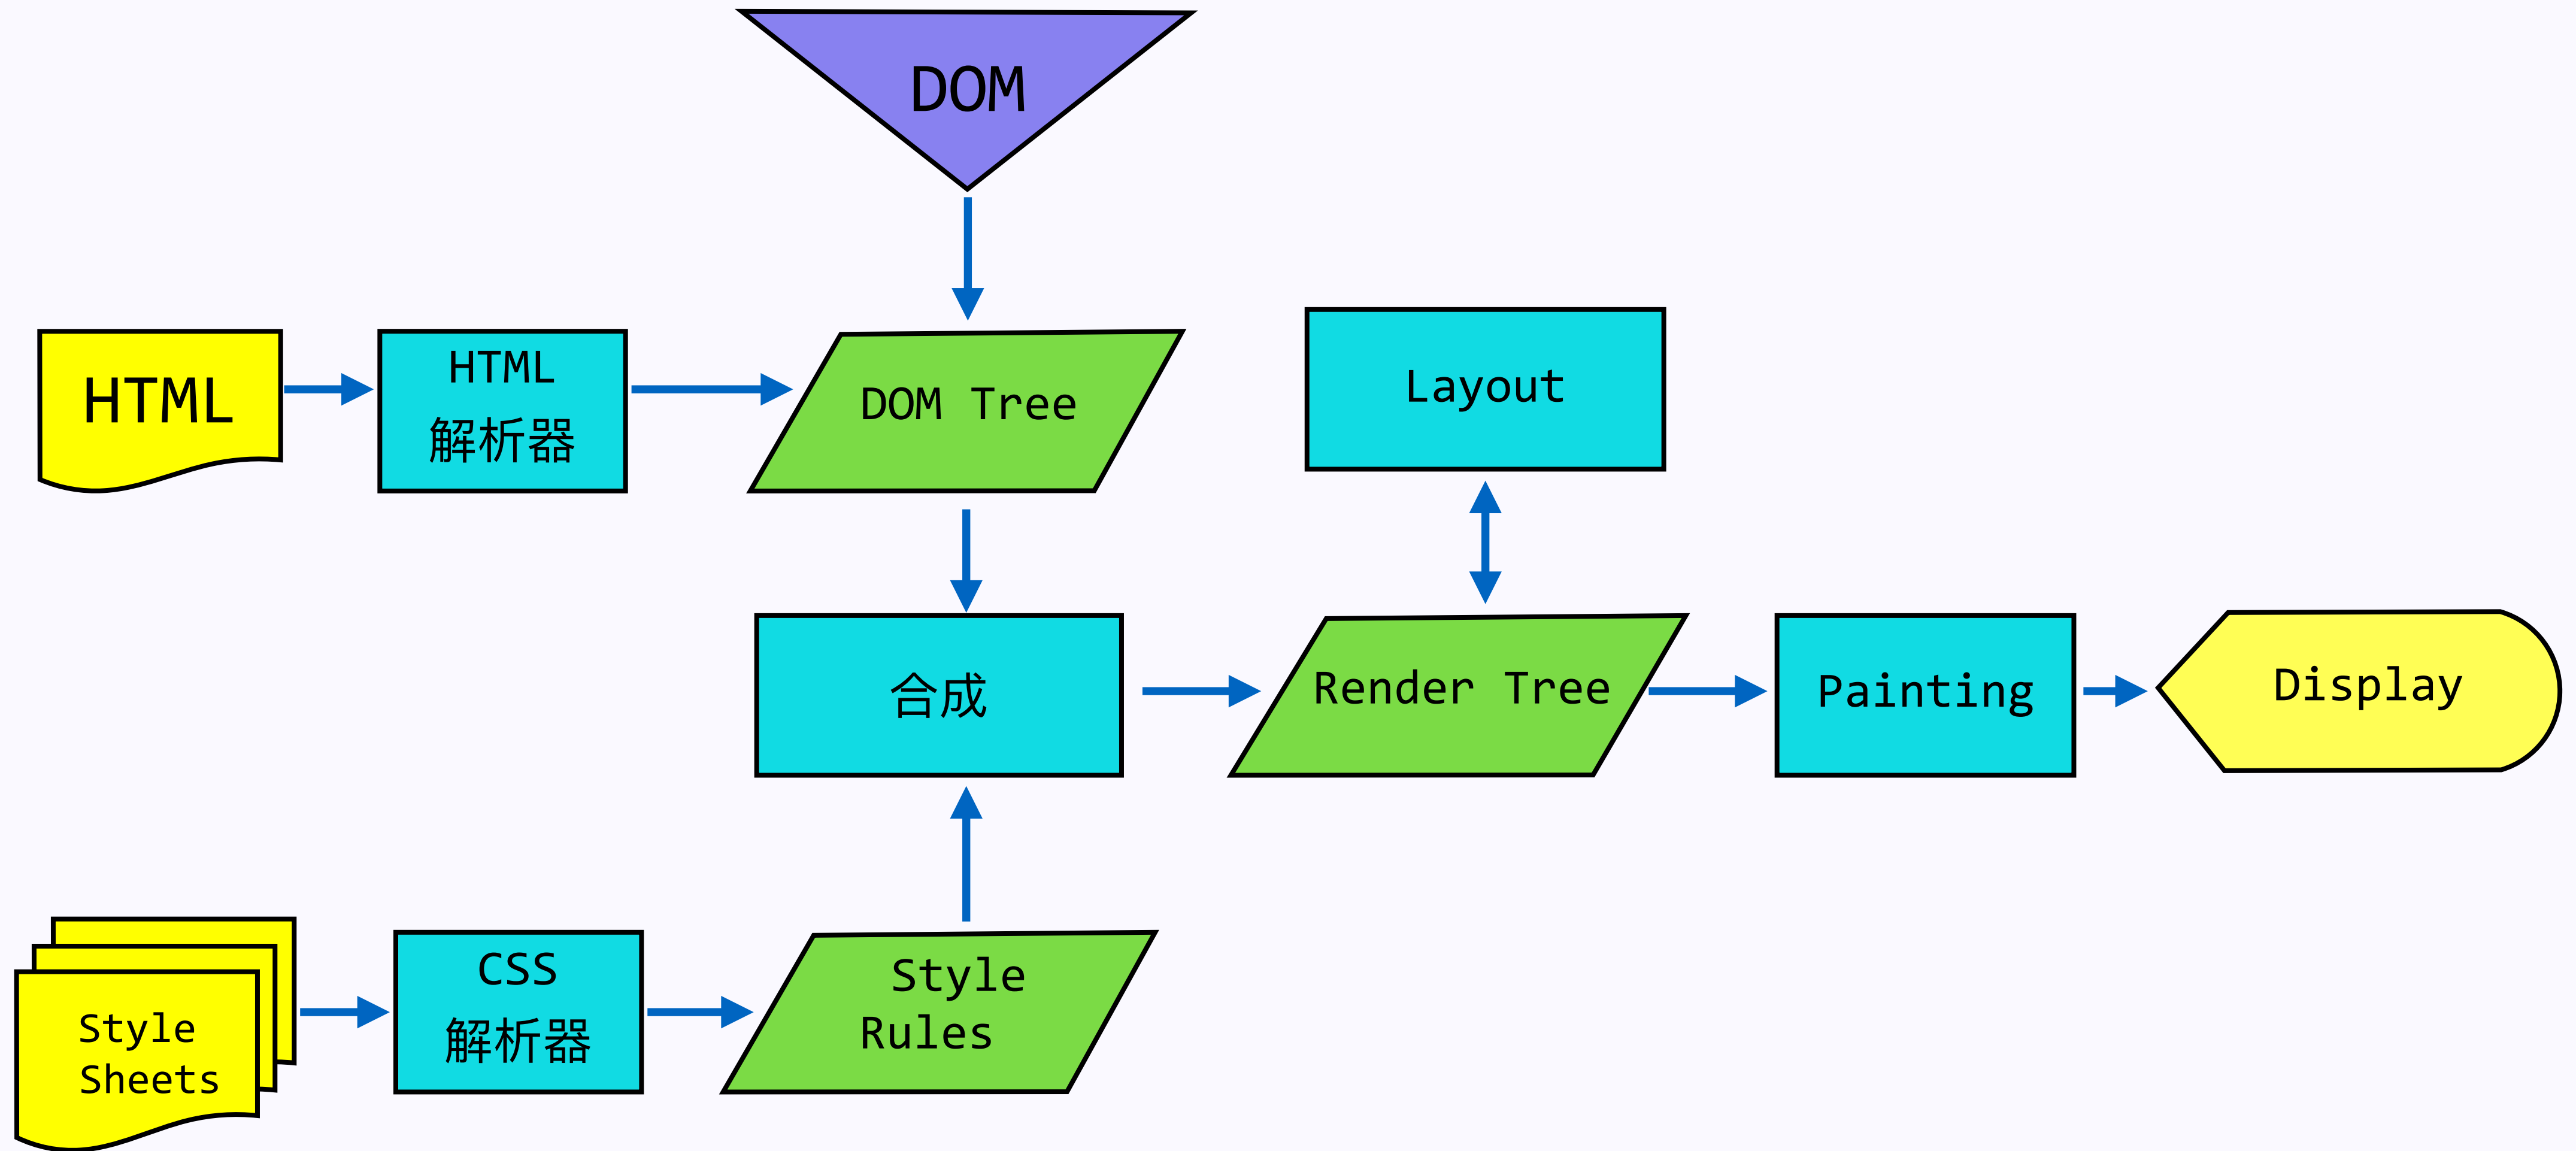 DOM
HTML
HTML
解析器
DOM Tree
Layout
合成
Render Tree
Painting
Display
Style
Sheets
CSS
解析器
Style
Rules